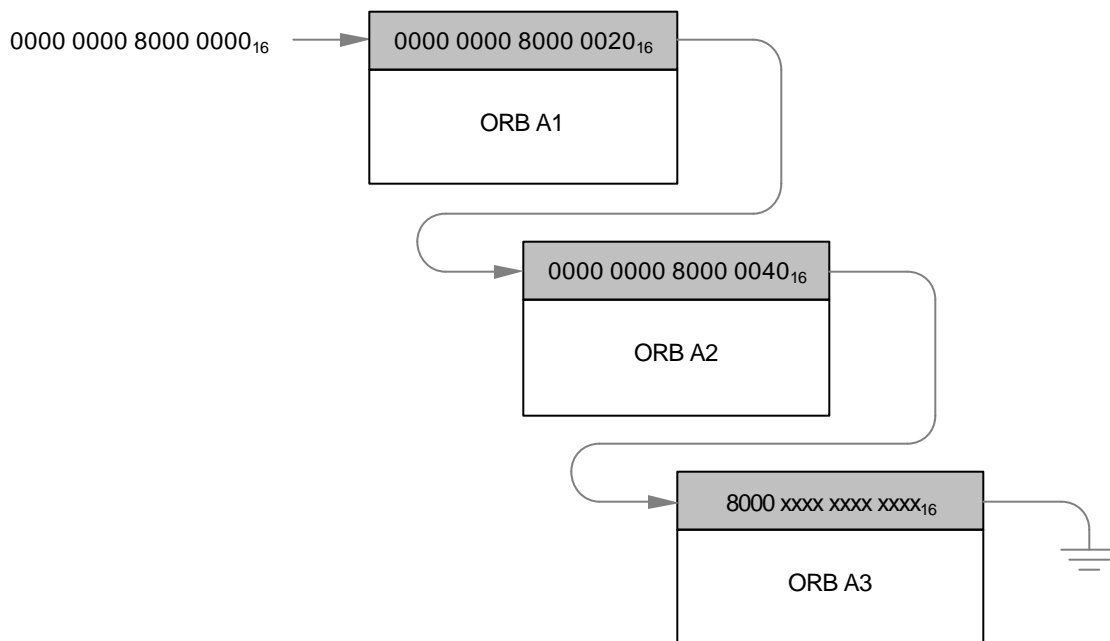 0000 0000 8000 0000₁₆
0000 0000 8000 0020₁₆
ORB A1
0000 0000 8000 0040₁₆
ORB A2
8000 xxxx xxxx xxxx₁₆
ORB A3